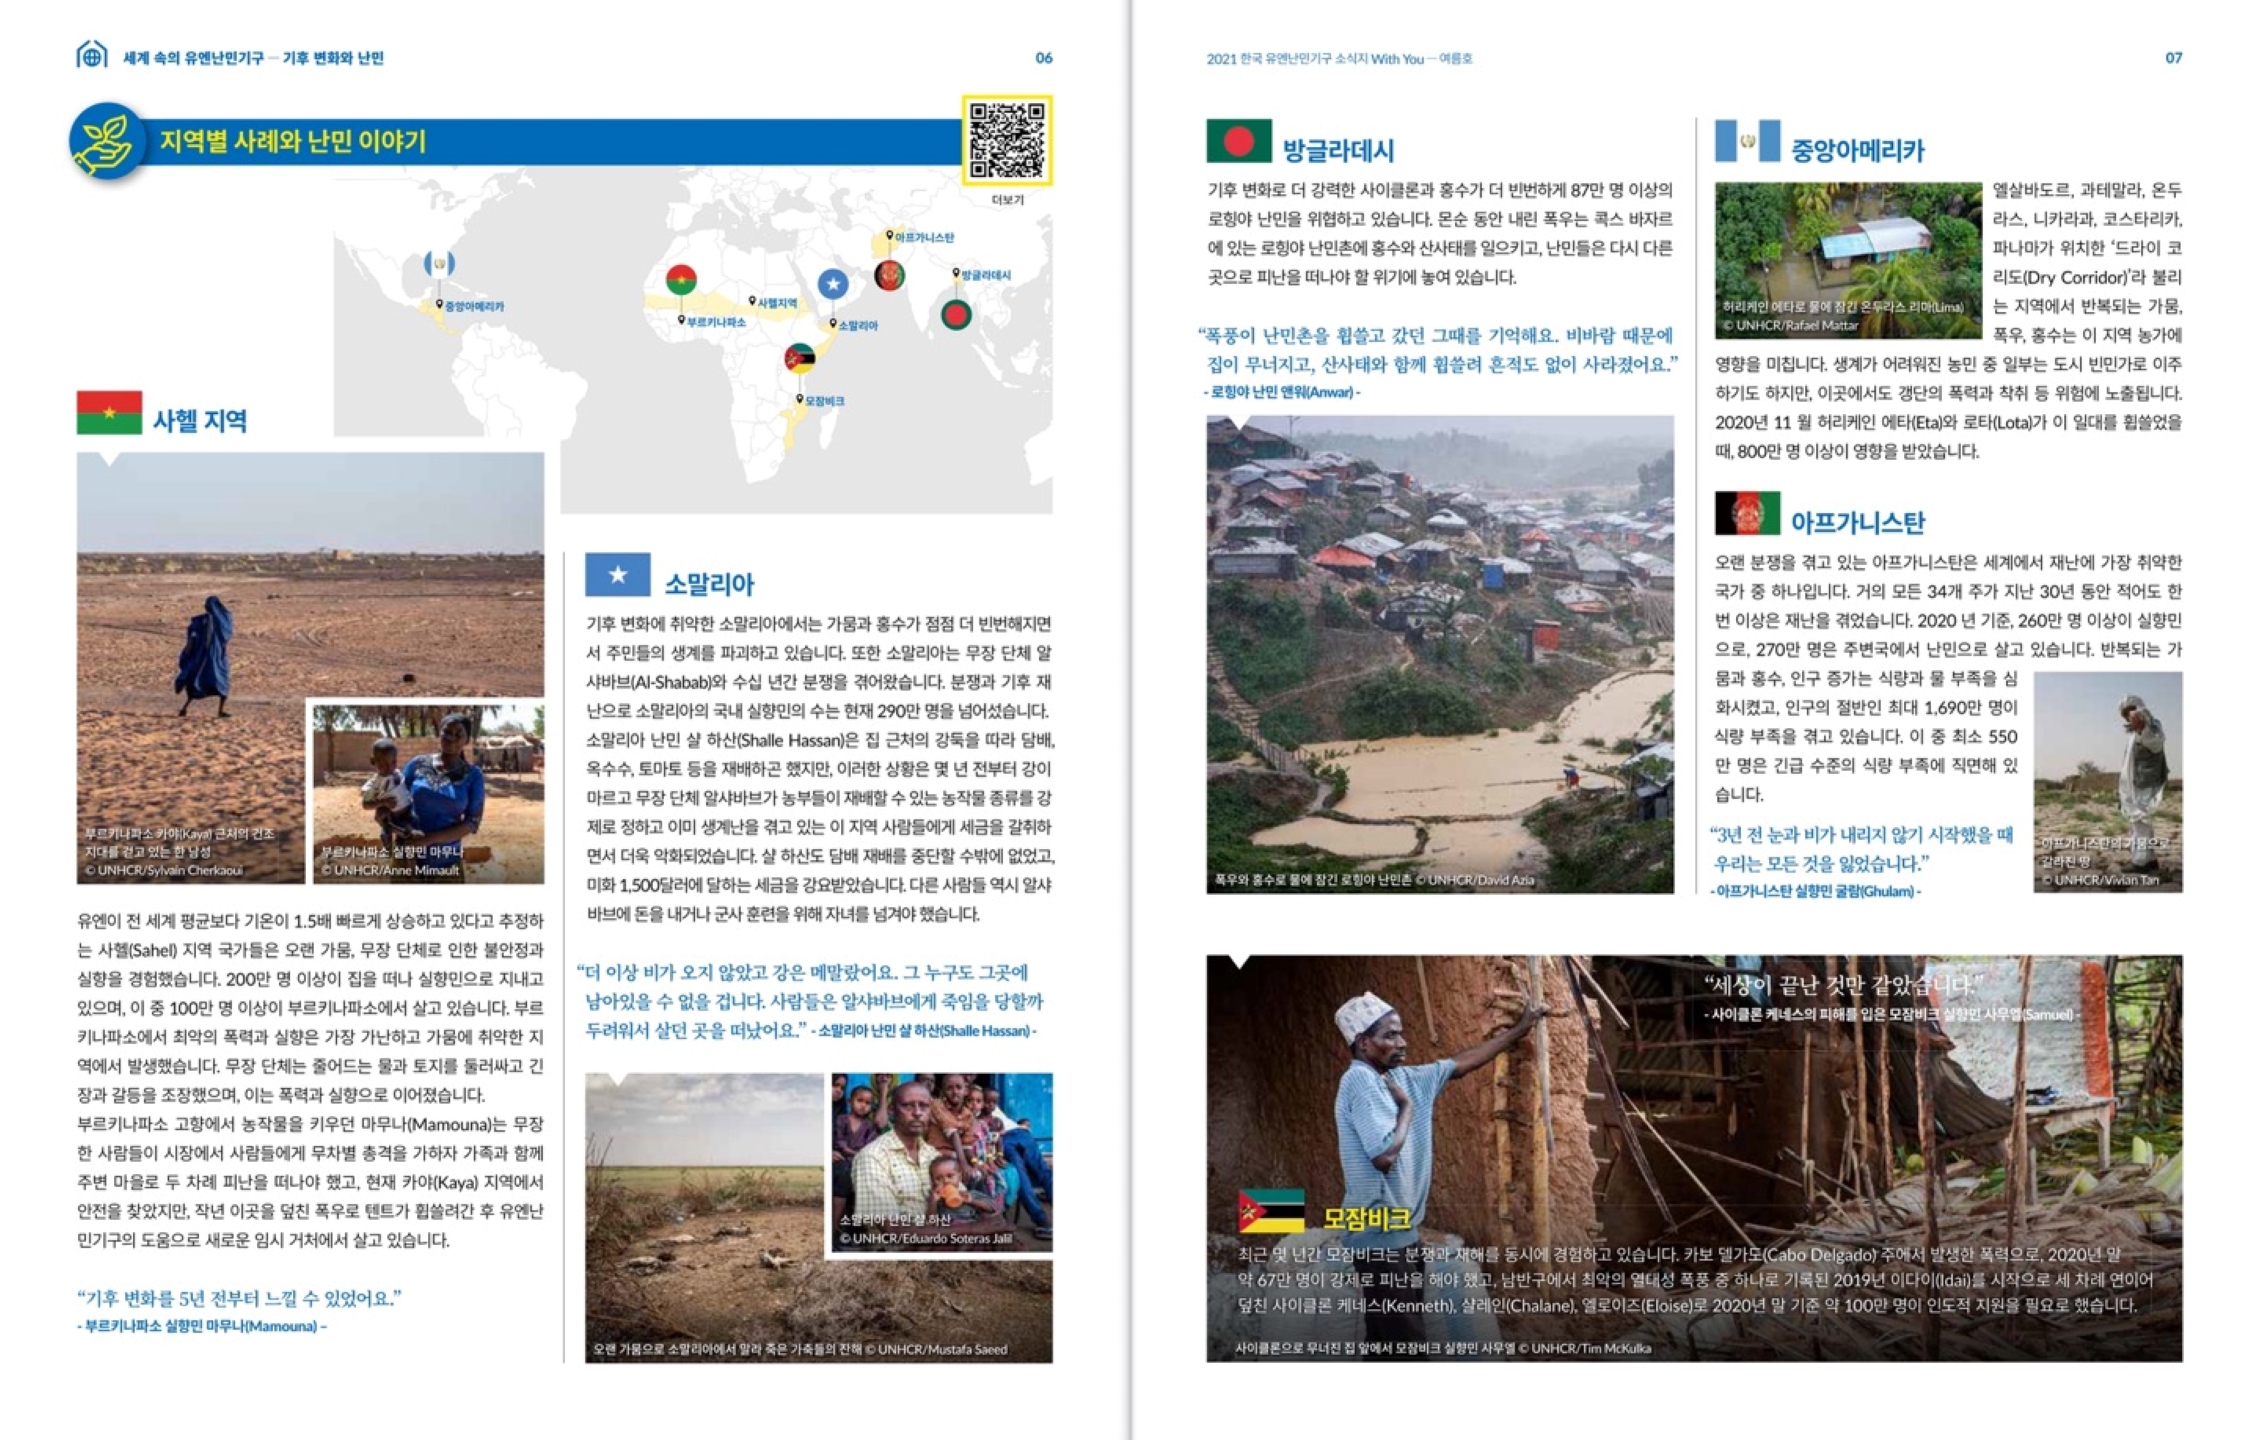 세계 속의 유엔난민기구 — 기후 변화와 난민
06
지역별 사례와 난민 이야기
더보기
중앙아메리카
부르키나파소
사헬지역
소말리아
모잠비크
아프가니스탄
방글라데시
사헬 지역
부르키나파소 카야(Kaya) 근처의 건조
지대를 걷고 있는 한 남성
© UNHCR/Sylvain Cherkaoui
부르키나파소 실향민 마무나
© UNHCR/Anne Mimault
유엔이 전 세계 평균보다 기온이 1.5배 빠르게 상승하고 있다고 추정하
는 사헬(Sahel) 지역 국가들은 오랜 가뭄, 무장 단체로 인한 불안정과
실향을 경험했습니다. 200만 명 이상이 집을 떠나 실향민으로 지내고
있으며, 이 중 100만 명 이상이 부르키나파소에서 살고 있습니다. 부르
키나파소에서 최악의 폭력과 실향은 가장 가난하고 가뭄에 취약한 지
역에서 발생했습니다. 무장 단체는 줄어드는 물과 토지를 둘러싸고 긴
장과 갈등을 조장했으며, 이는 폭력과 실향으로 이어졌습니다.
부르키나파소 고향에서 농작물을 키우던 마무나(Mamouna)는 무장
한 사람들이 시장에서 사람들에게 무차별 총격을 가하자 가족과 함께
주변 마을로 두 차례 피난을 떠나야 했고, 현재 카야(Kaya) 지역에서
안전을 찾았지만, 작년 이곳을 덮친 폭우로 텐트가 휩쓸려간 후 유엔난
민기구의 도움으로 새로운 임시 거처에서 살고 있습니다.
“기후 변화를 5년 전부터 느낄 수 있었어요.”
- 부르키나파소 실향민 마무나(Mamouna) –
소말리아
기후 변화에 취약한 소말리아에서는 가뭄과 홍수가 점점 더 빈번해지면
서 주민들의 생계를 파괴하고 있습니다. 또한 소말리아는 무장 단체 알
샤바브(Al-Shabab)와 수십 년간 분쟁을 겪어왔습니다. 분쟁과 기후 재
난으로 소말리아의 국내 실향민의 수는 현재 290만 명을 넘어섰습니다.
소말리아 난민 샬 하산(Shalle Hassan)은 집 근처의 강둑을 따라 담배,
옥수수, 토마토 등을 재배하곤 했지만, 이러한 상황은 몇 년 전부터 강이
마르고 무장 단체 알샤바브가 농부들이 재배할 수 있는 농작물 종류를 강
제로 정하고 이미 생계난을 겪고 있는 이 지역 사람들에게 세금을 갈취하
면서 더욱 악화되었습니다. 샬 하산도 담배 재배를 중단할 수밖에 없었고,
미화 1,500달러에 달하는 세금을 강요받았습니다. 다른 사람들 역시 알샤
바브에 돈을 내거나 군사 훈련을 위해 자녀를 넘겨야 했습니다.
“더 이상 비가 오지 않았고 강은 메말랐어요. 그 누구도 그곳에
남아있을 수 없을 겁니다. 사람들은 알샤바브에게 죽임을 당할까
두려워서 살던 곳을 떠났어요.” - 소말리아 난민 샬 하산(Shalle Hassan) -
소말리아 난민 샬 하산
© UNHCR/Eduardo Soteras Jalil
오랜 가뭄으로 소말리아에서 말라 죽은 가축들의 잔해 © UNHCR/Mustafa Saeed
2021 한국 유엔난민기구 소식지 With You — 여름호
07
방글라데시
기후 변화로 더 강력한 사이클론과 홍수가 더 빈번하게 87만 명 이상의
로힝야 난민을 위협하고 있습니다. 몬순 동안 내린 폭우는 콕스 바자르
에 있는 로힝야 난민촌에 홍수와 산사태를 일으키고, 난민들은 다시 다른
곳으로 피난을 떠나야 할 위기에 놓여 있습니다.
“폭풍이 난민촌을 휩쓸고 갔던 그때를 기억해요. 비바람 때문에
집이 무너지고, 산사태와 함께 휩쓸려 흔적도 없이 사라졌어요.”
- 로힝야 난민 앤워(Anwar) -
폭우와 홍수로 물에 잠긴 로힝야 난민촌 © UNHCR/David Azia
중앙아메리카
허리케인 에타로 물에 잠긴 온두라스 리마(Lima)
© UNHCR/Rafael Mattar
엘살바도르, 과테말라, 온두
라스, 니카라과, 코스타리카,
파나마가 위치한 ‘드라이 코
리도(Dry Corridor)’라 불리
는 지역에서 반복되는 가뭄,
폭우, 홍수는 이 지역 농가에
영향을 미칩니다. 생계가 어려워진 농민 중 일부는 도시 빈민가로 이주
하기도 하지만, 이곳에서도 갱단의 폭력과 착취 등 위험에 노출됩니다.
2020년 11 월 허리케인 에타(Eta)와 로타(Lota)가 이 일대를 휩쓸었을
때, 800만 명 이상이 영향을 받았습니다.
아프가니스탄
오랜 분쟁을 겪고 있는 아프가니스탄은 세계에서 재난에 가장 취약한
국가 중 하나입니다. 거의 모든 34개 주가 지난 30년 동안 적어도 한
번 이상은 재난을 겪었습니다. 2020 년 기준, 260만 명 이상이 실향민
으로, 270만 명은 주변국에서 난민으로 살고 있습니다. 반복되는 가
뭄과 홍수, 인구 증가는 식량과 물 부족을 심
화시켰고, 인구의 절반인 최대 1,690만 명이
식량 부족을 겪고 있습니다. 이 중 최소 550
만 명은 긴급 수준의 식량 부족에 직면해 있
습니다.
“3년 전 눈과 비가 내리지 않기 시작했을 때
우리는 모든 것을 잃었습니다.”
- 아프가니스탄 실향민 굴람(Ghulam) -
아프가니스탄의 가뭄으로
갈라진 땅
© UNHCR/Vivian Tan
“세상이 끝난 것만 같았습니다.”
- 사이클론 케네스의 피해를 입은 모잠비크 실향민 사무엘(Samuel) -
모잠비크
최근 몇 년간 모잠비크는 분쟁과 재해를 동시에 경험하고 있습니다. 카보 델가도(Cabo Delgado) 주에서 발생한 폭력으로, 2020년 말
약 67만 명이 강제로 피난을 해야 했고, 남반구에서 최악의 열대성 폭풍 중 하나로 기록된 2019년 이다이(Idai)를 시작으로 세 차례 연이어
덮친 사이클론 케네스(Kenneth), 샬레인(Chalane), 엘로이즈(Eloise)로 2020년 말 기준 약 100만 명이 인도적 지원을 필요로 했습니다.
사이클론으로 무너진 집 앞에서 모잠비크 실향민 사무엘 © UNHCR/Tim McKulka